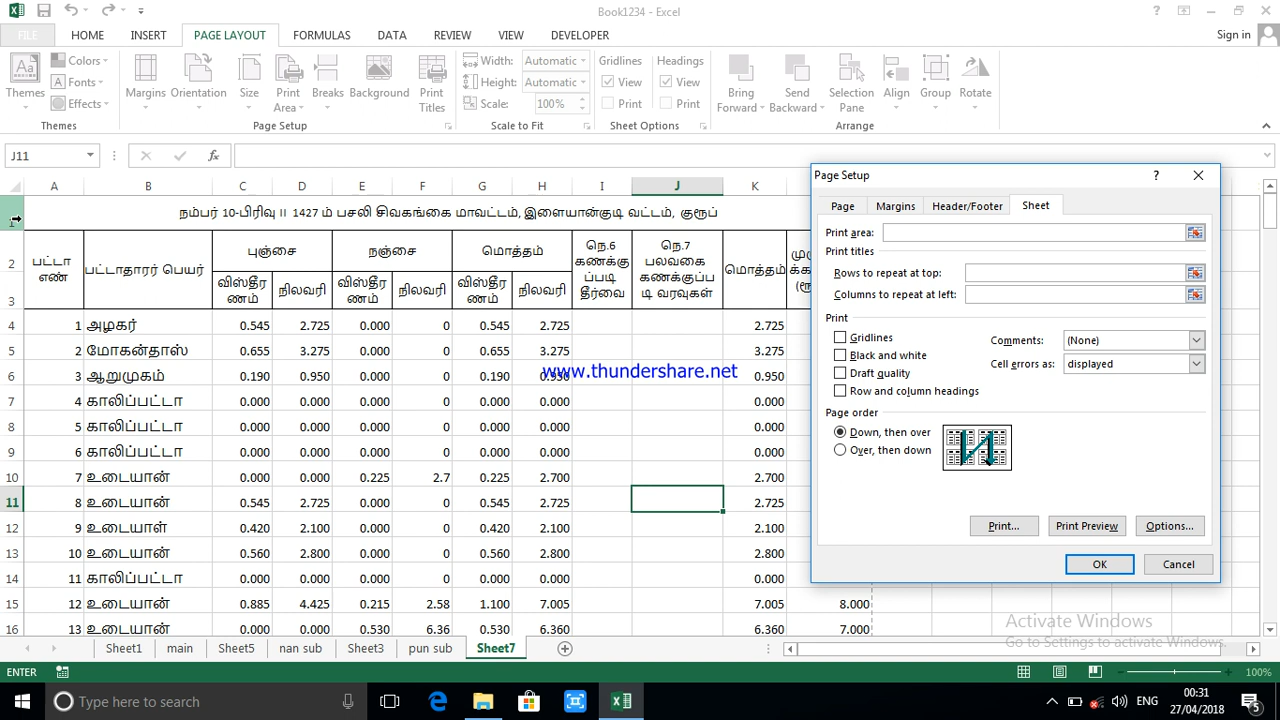 Book1234 - Excel
FILE HOME INSERT PAGE LAYOUT FORMULAS DATA REVIEW VIEW DEVELOPER Sign in
Themes Colors Fonts Effects Margins Orientation Size Print Area Breaks Background Print Titles
Width: Automatic Height: Automatic Scale: 100%
Gridlines View Print Headings View Print
Bring Forward Send Backward Selection Pane Align Group Rotate
Themes Page Setup Scale to Fit Sheet Options Arrange
J11 fx
A B C D E F G H I J K
நம்பர் 10-பிரிவு II 1427 ம் பசலி சிவகங்கை மாவட்டம், இளையான்குடி வட்டம், குரூப்
2 பட்டா எண் பட்டாதாரர் பெயர் புஞ்சை நஞ்சை மொத்தம் நெ.6 கணக்குப்படி தீர்வை நெ.7 பலவகை கணக்குப்படி வரவுகள் மொத்தம்
3 விஸ்தீரணம் நிலவரி விஸ்தீரணம் நிலவரி விஸ்தீரணம் நிலவரி
4 1 அழகர் 0.545 2.725 0.000 0 0.545 2.725 2.725
5 2 மோகன்தாஸ் 0.655 3.275 0.000 0 0.655 3.275 3.275
6 3 ஆறுமுகம் 0.190 0.950 0.000 0 0.190 0.950 0.950
www.thundershare.net
7 4 காலிப்பட்டா 0.000 0.000 0.000 0 0.000 0.000 0.000
8 5 காலிப்பட்டா 0.000 0.000 0.000 0 0.000 0.000 0.000
9 6 காலிப்பட்டா 0.000 0.000 0.000 0 0.000 0.000 0.000
10 7 உடையான் 0.000 0.000 0.225 2.7 0.225 2.700 2.700
11 8 உடையான் 0.545 2.725 0.000 0 0.545 2.725 2.725
12 9 உடையாள் 0.420 2.100 0.000 0 0.420 2.100 2.100
13 10 உடையான் 0.560 2.800 0.000 0 0.560 2.800 2.800
14 11 காலிப்பட்டா 0.000 0.000 0.000 0 0.000 0.000 0.000
15 12 உடையான் 0.885 4.425 0.215 2.58 1.100 7.005 7.005 8.000
16 13 உடையான் 0.000 0.000 0.530 6.36 0.530 6.360 6.360 7.000
Page Setup
Page Margins Header/Footer Sheet
Print area:
Print titles
Rows to repeat at top:
Columns to repeat at left:
Print
Gridlines Comments: (None)
Black and white
Cell errors as: displayed
Draft quality
Row and column headings
Page order
Down, then over
Over, then down
Print... Print Preview Options...
OK Cancel
Activate Windows
Go to Settings to activate Windows.
Sheet1 main Sheet5 nan sub Sheet6 pun sub Sheet7
ENTER 100%
Type here to search ENG 00:31
27/04/2018 5